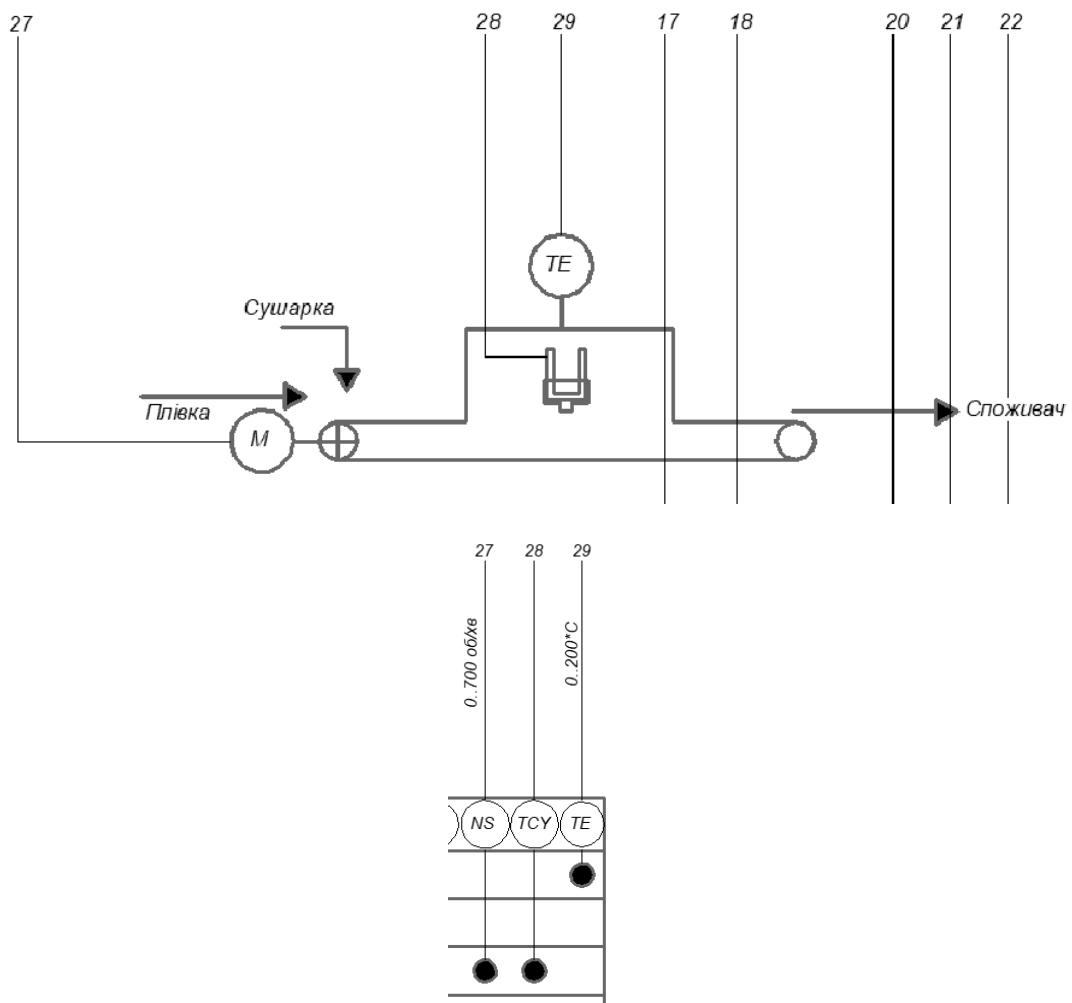 27 28 29 17 18 20 21 22
TE
Сушарка
Плівка
Споживач
M
27 28 29
0..700 об/хв
0..200*C
NS TCY TE